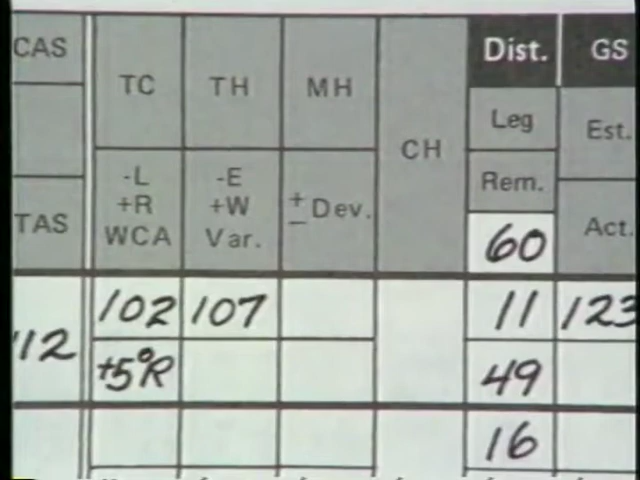 CAS TC TH MH CH Dist. GS
Leg Est.
-L -E + Dev.
+R +W -
WCA Var.
TAS Rem. Act.
60
102 107 11 123
112 +5°R 49
16